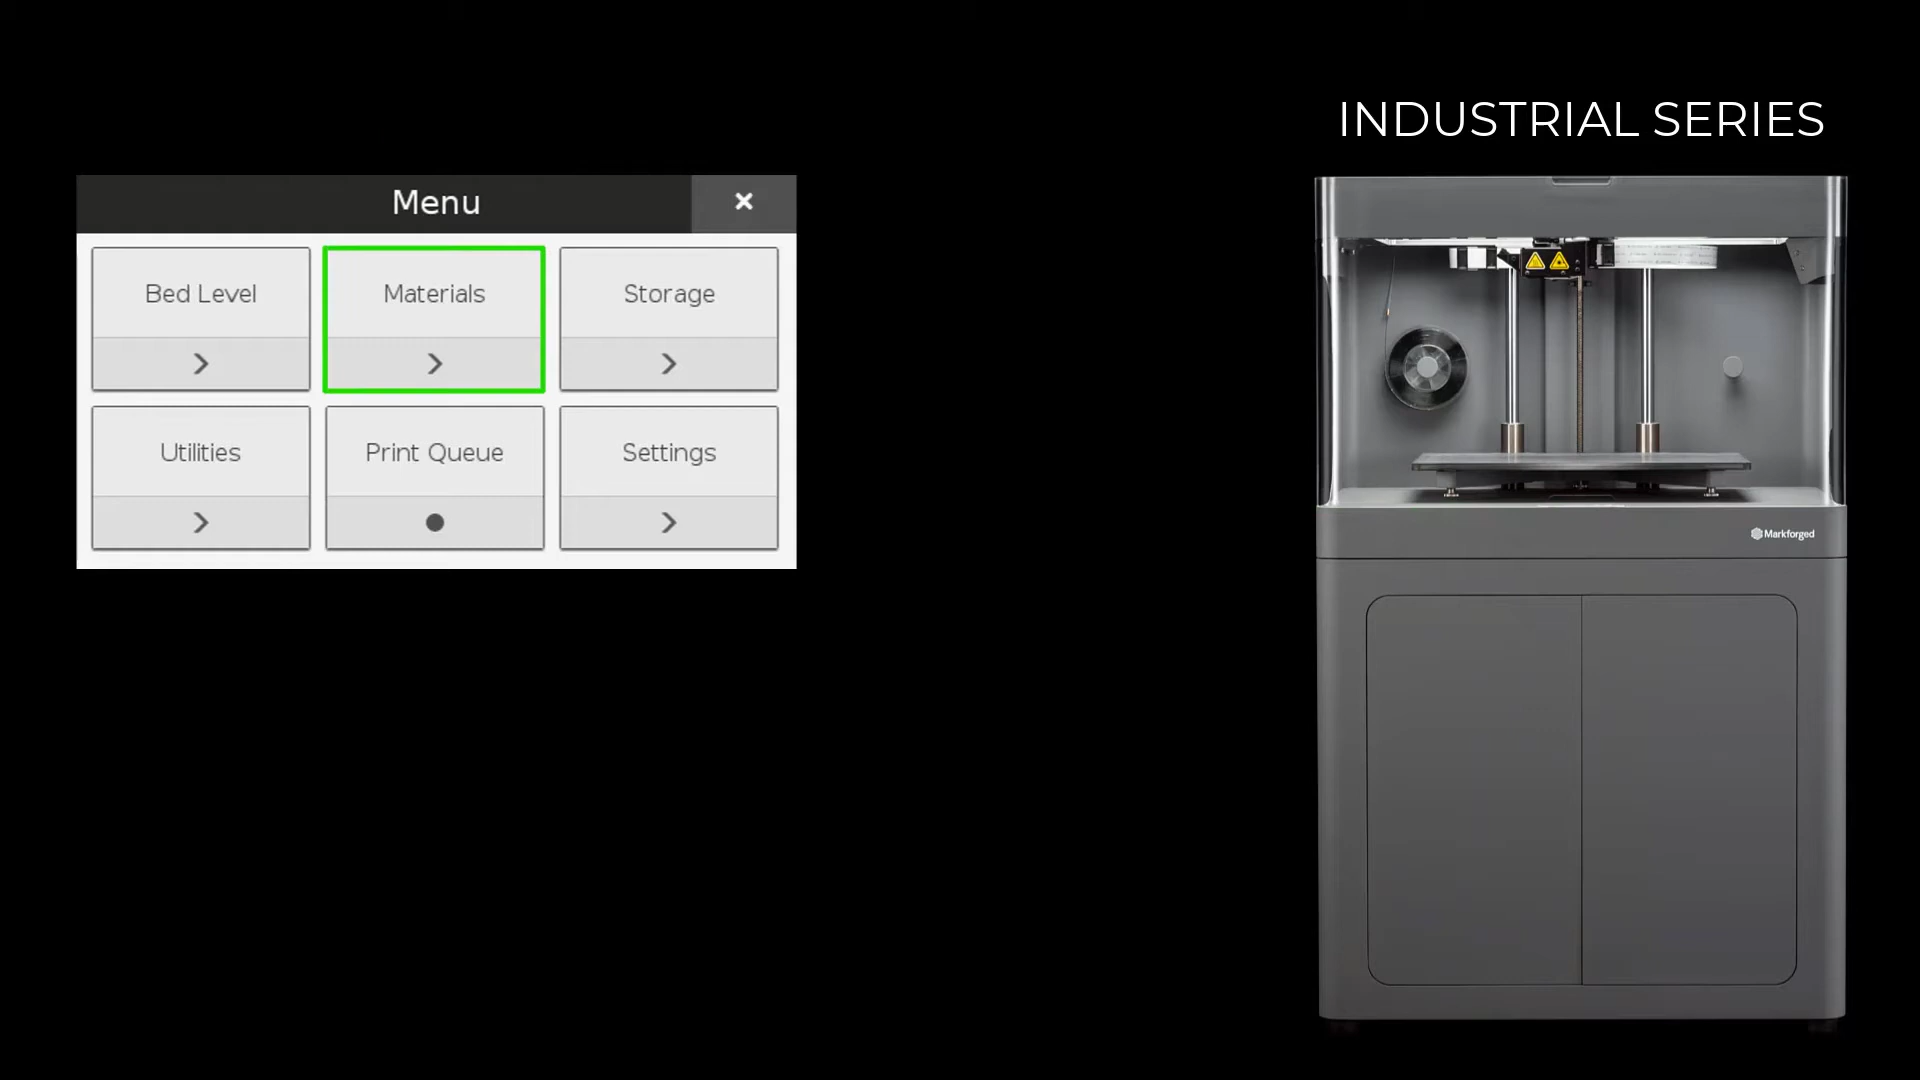 INDUSTRIAL SERIES
Menu
Bed Level
Materials
Storage
Utilities
Print Queue
Settings
Markforged